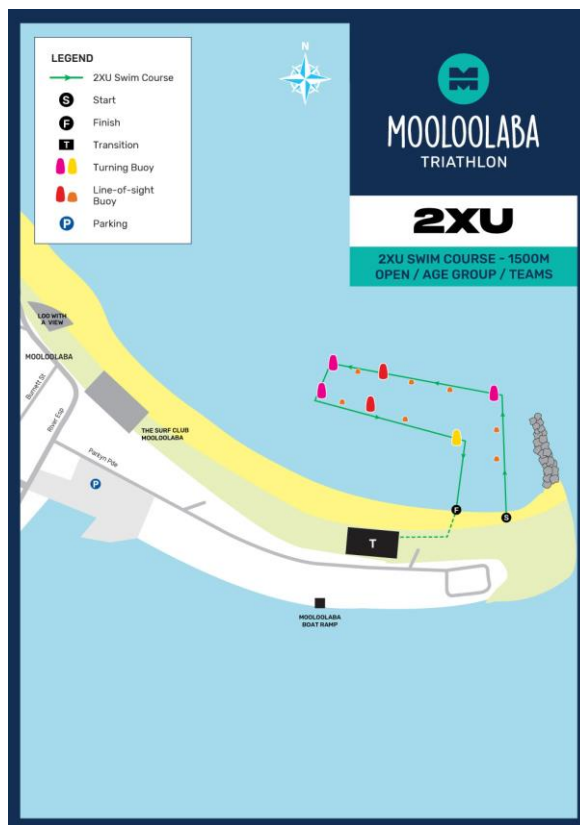 LEGEND
2XU Swim Course
S
Start
F
Finish
T
Transition
Turning Buoy
Line-of-sight
Buoy
P
Parking
N
MOOLOOLABA
TRIATHLON
2XU
2XU SWIM COURSE - 1500M
OPEN / AGE GROUP / TEAMS
LOO WITH
A VIEW
MOOLOOLABA
Burnett St
River Esp
THE SURF CLUB
MOOLOOLABA
Parkyn Pde
P
F
S
T
MOOLOOLABA
BOAT RAMP